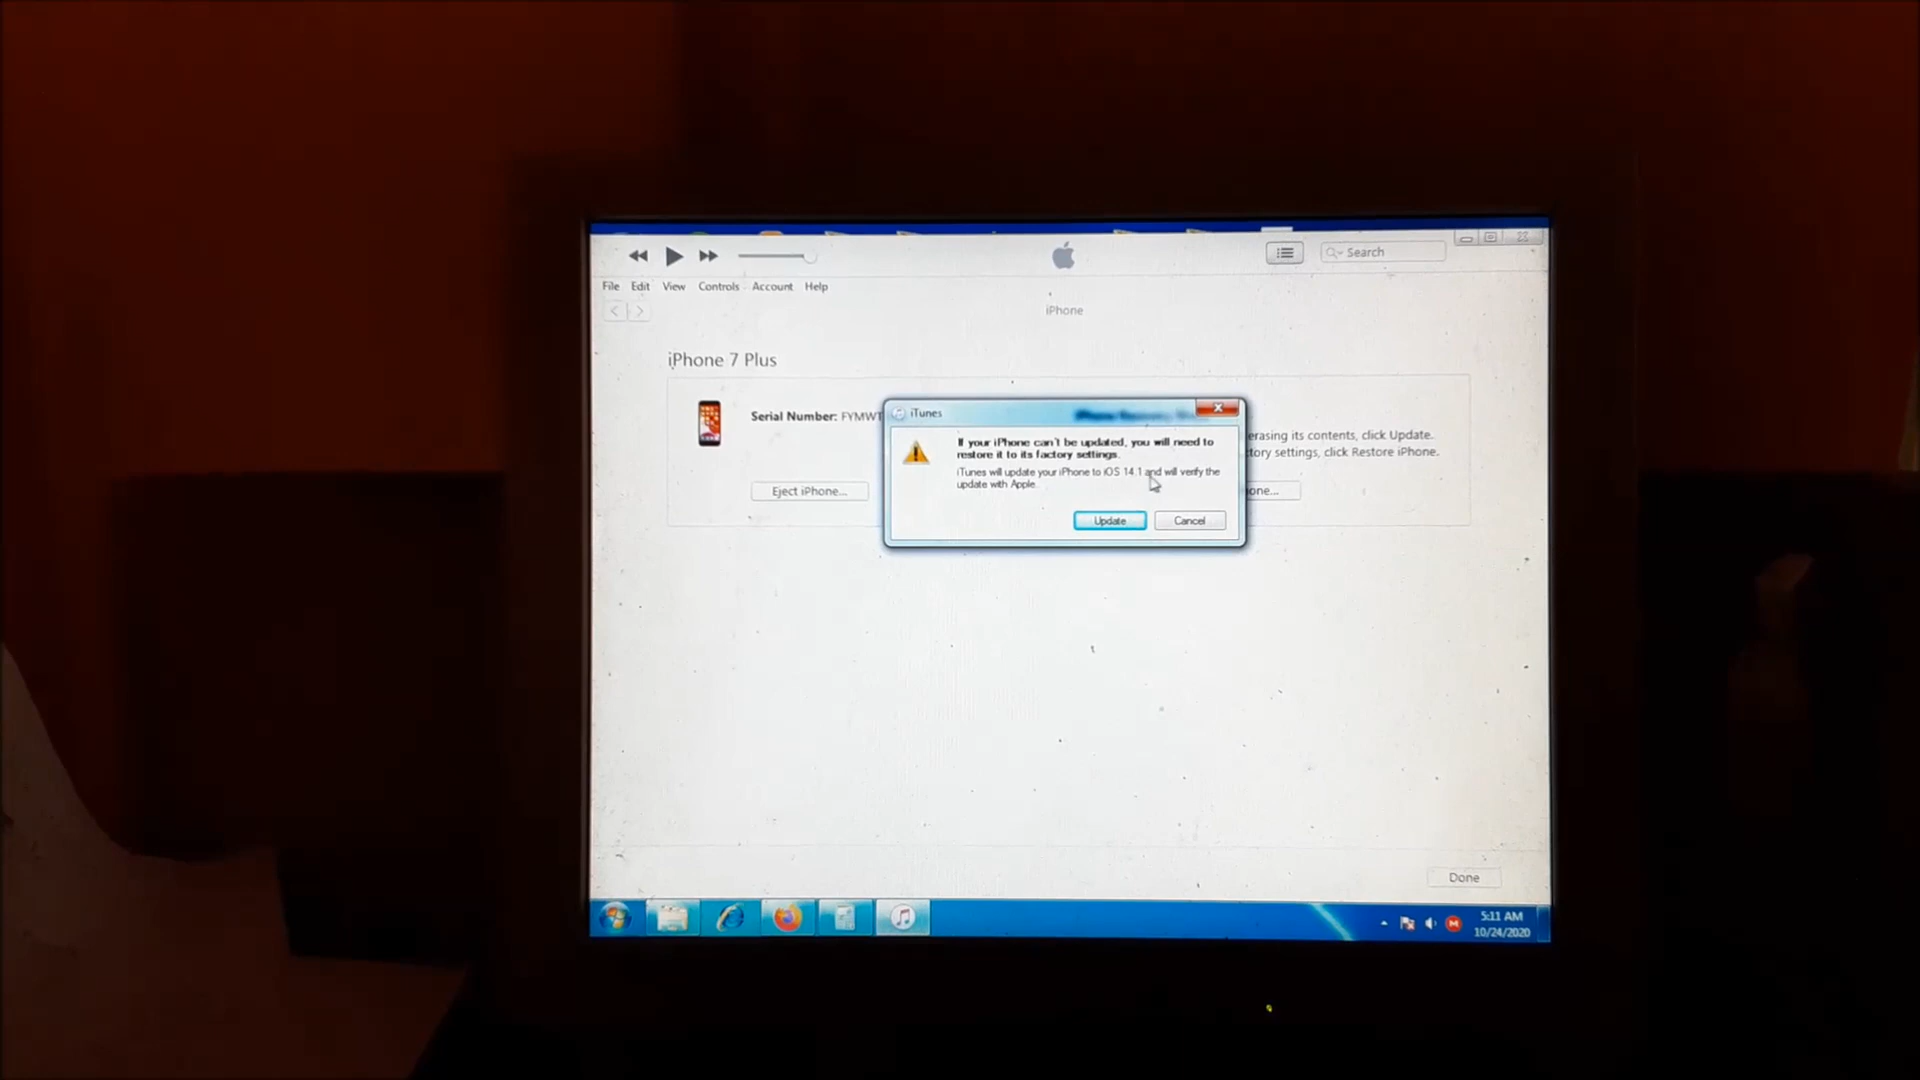 Search
File Edit View Controls Account Help
iPhone
iPhone 7 Plus
Serial Number: FYMWT
iTunes
iPhone Recovery
If your iPhone can't be updated, you will need to
restore it to its factory settings.
iTunes will update your iPhone to iOS 14.1 and will verify the
update with Apple.
Update
Cancel
erasing its contents, click Update.
tory settings, click Restore iPhone.
Eject iPhone...
one...
Done
5:11 AM
10/24/2020